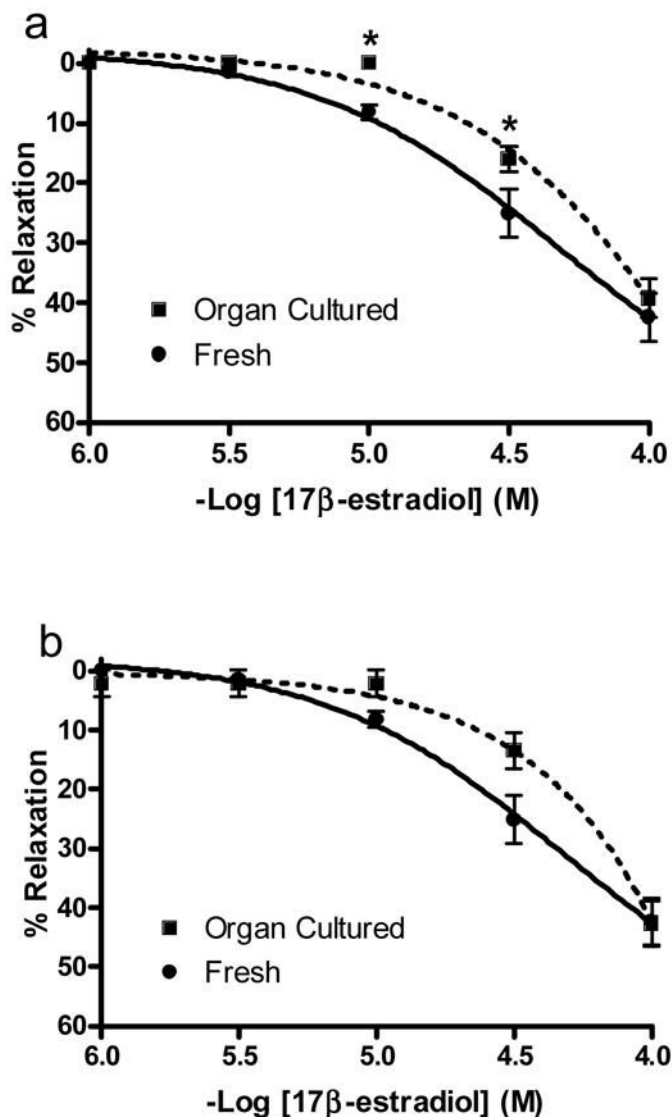 a
*
*
0
10
20
30
40
50
60
% Relaxation
Organ Cultured
Fresh
6.0 5.5 5.0 4.5 4.0
-Log [17β-estradiol] (M)
b
0
10
20
30
40
50
60
% Relaxation
Organ Cultured
Fresh
6.0 5.5 5.0 4.5 4.0
-Log [17β-estradiol] (M)